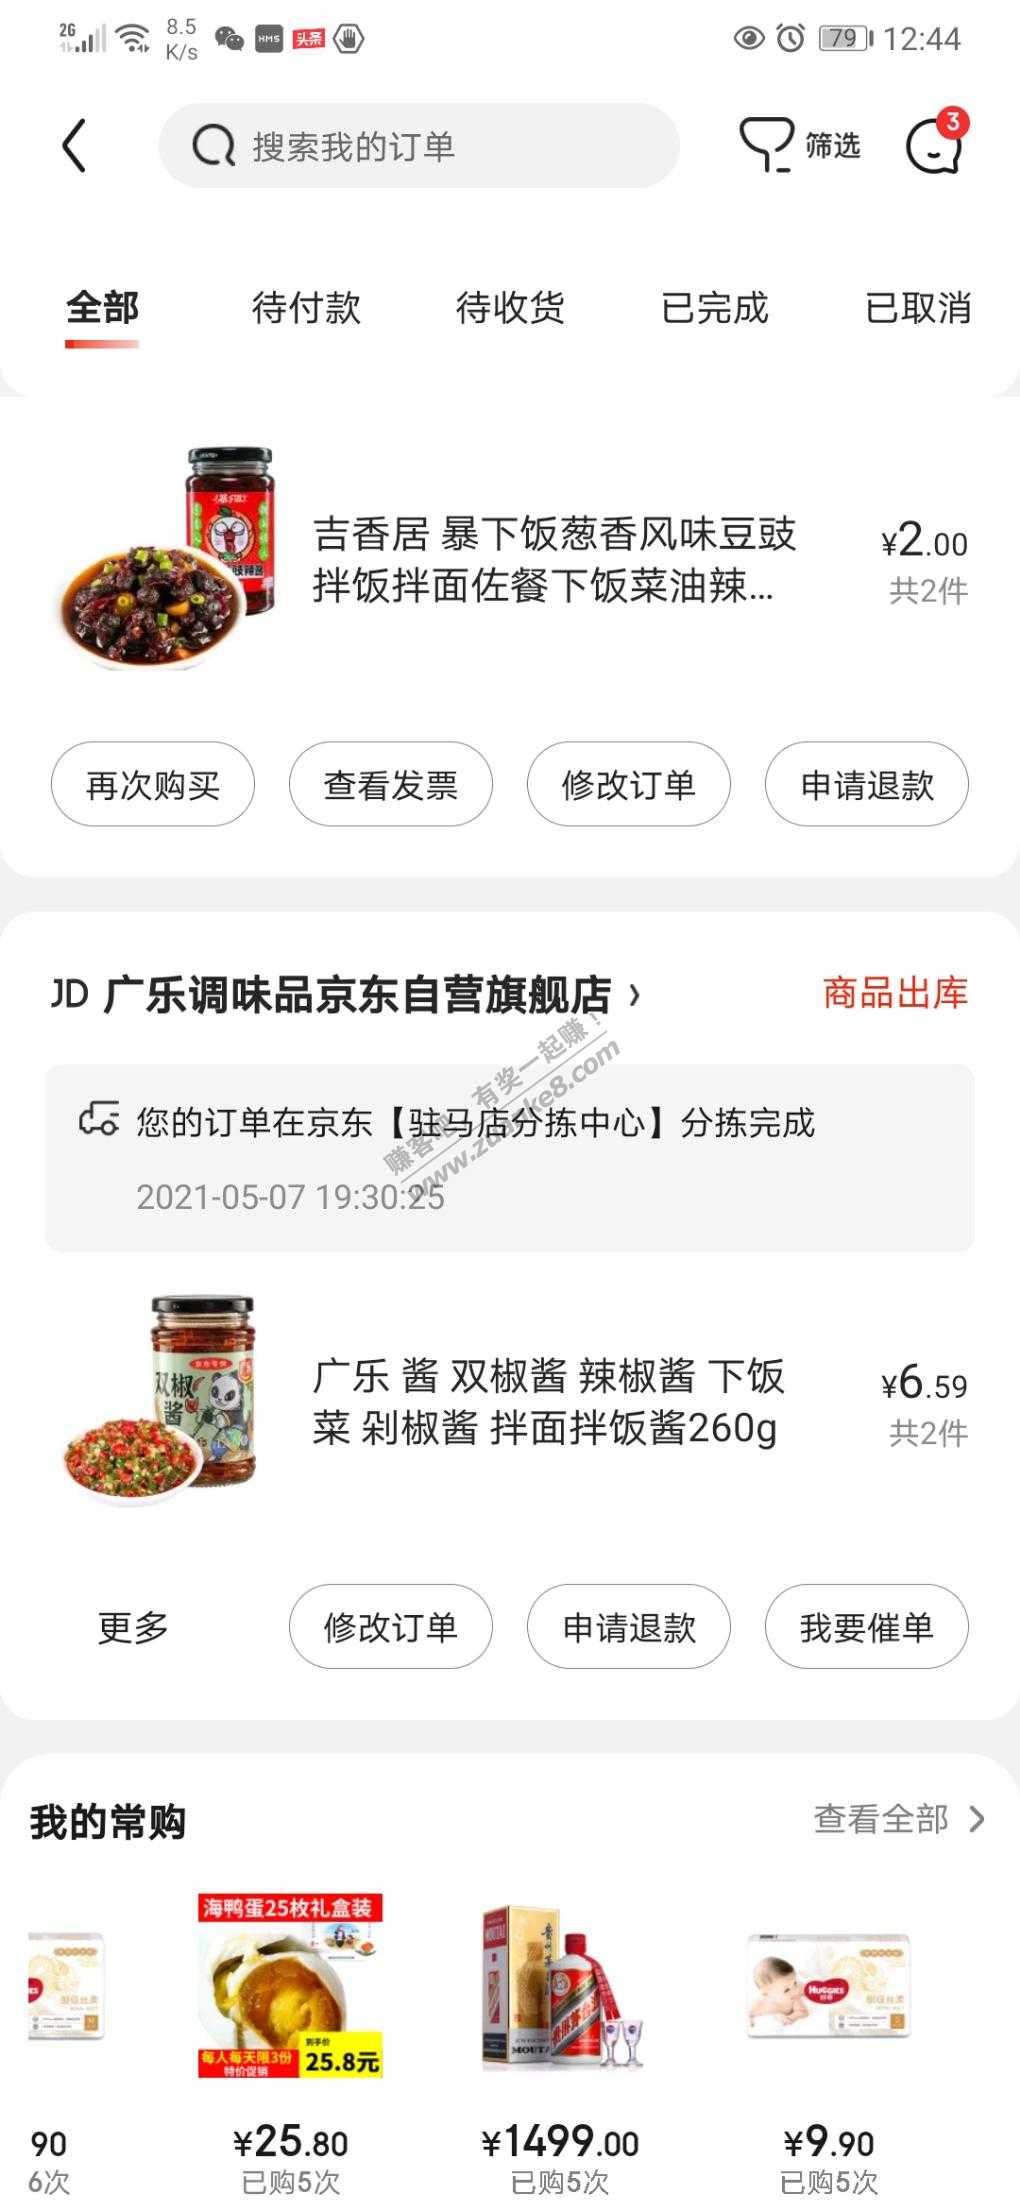 2G
8.5
K/s
HMS
头条
79
12:44
搜索我的订单
筛选
3
全部
待付款
待收货
已完成
已取消
吉香居 暴下饭葱香风味豆豉
拌饭拌面佐餐下饭菜油辣...
¥2.00
共2件
再次购买
查看发票
修改订单
申请退款
JD 广乐调味品京东自营旗舰店 ›
商品出库
您的订单在京东【驻马店分拣中心】分拣完成
2021-05-07 19:30:25
赚客吧,有奖一起赚!
www.zuanke8.com
双椒
酱
广乐 酱 双椒酱 辣椒酱 下饭
菜 剁椒酱 拌面拌饭酱260g
¥6.59
共2件
更多
修改订单
申请退款
我要催单
我的常购
查看全部
海鸭蛋25枚礼盒装
到手价
每人每天限3份
特价促销
25.8元
MOUTAI
HUGGIES
90
6次
¥25.80
已购5次
¥1499.00
已购5次
¥9.90
已购5次